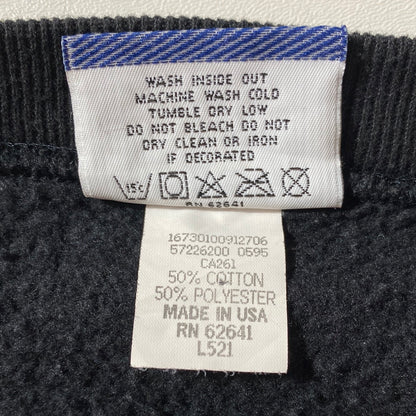 WASH INSIDE OUT
MACHINE WASH COLD
TUMBLE DRY LOW
DO NOT BLEACH DO NOT
DRY CLEAN OR IRON
IF DECORATED
15°C
RN 62641
16730100912706
57226200 0595
CA261
50% COTTON
50% POLYESTER
MADE IN USA
RN 62641
L521